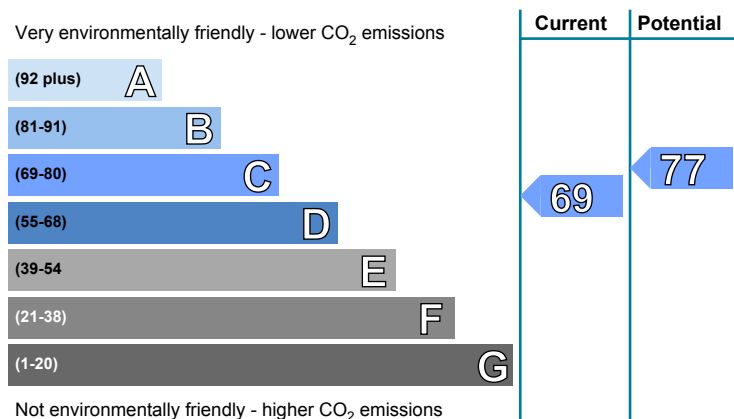 Very environmentally friendly - lower CO2 emissions
Current
Potential
(92 plus) A
(81-91) B
(69-80) C
(55-68) D
(39-54 E
(21-38) F
(1-20) G
69
77
Not environmentally friendly - higher CO2 emissions